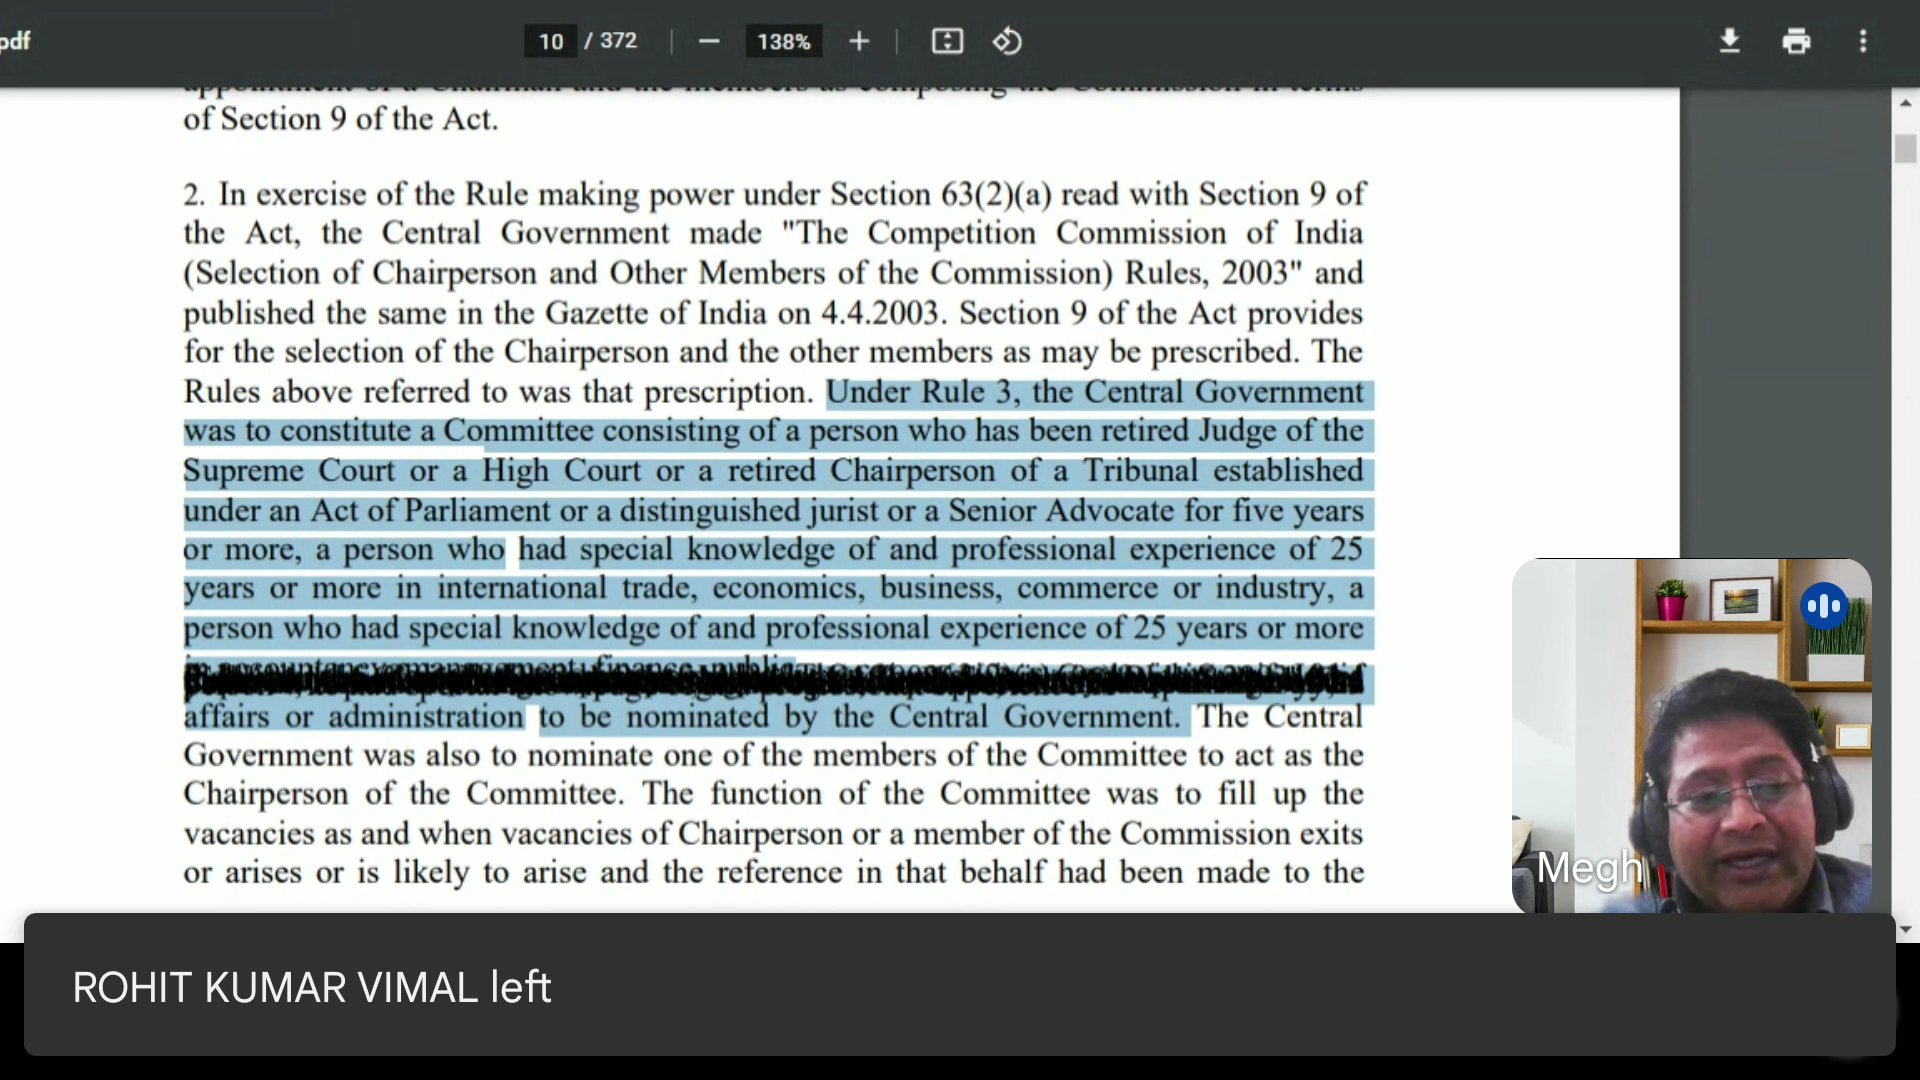 pdf
10 / 372
138%
of Section 9 of the Act.
2. In exercise of the Rule making power under Section 63(2)(a) read with Section 9 of
the Act, the Central Government made "The Competition Commission of India
(Selection of Chairperson and Other Members of the Commission) Rules, 2003" and
published the same in the Gazette of India on 4.4.2003. Section 9 of the Act provides
for the selection of the Chairperson and the other members as may be prescribed. The
Rules above referred to was that prescription. Under Rule 3, the Central Government
was to constitute a Committee consisting of a person who has been retired Judge of the
Supreme Court or a High Court or a retired Chairperson of a Tribunal established
under an Act of Parliament or a distinguished jurist or a Senior Advocate for five years
or more, a person who had special knowledge of and professional experience of 25
years or more in international trade, economics, business, commerce or industry, a
person who had special knowledge of and professional experience of 25 years or more
affairs or administration to be nominated by the Central Government. The Central
Government was also to nominate one of the members of the Committee to act as the
Chairperson of the Committee. The function of the Committee was to fill up the
vacancies as and when vacancies of Chairperson or a member of the Commission exits
or arises or is likely to arise and the reference in that behalf had been made to the
Megh
ROHIT KUMAR VIMAL left